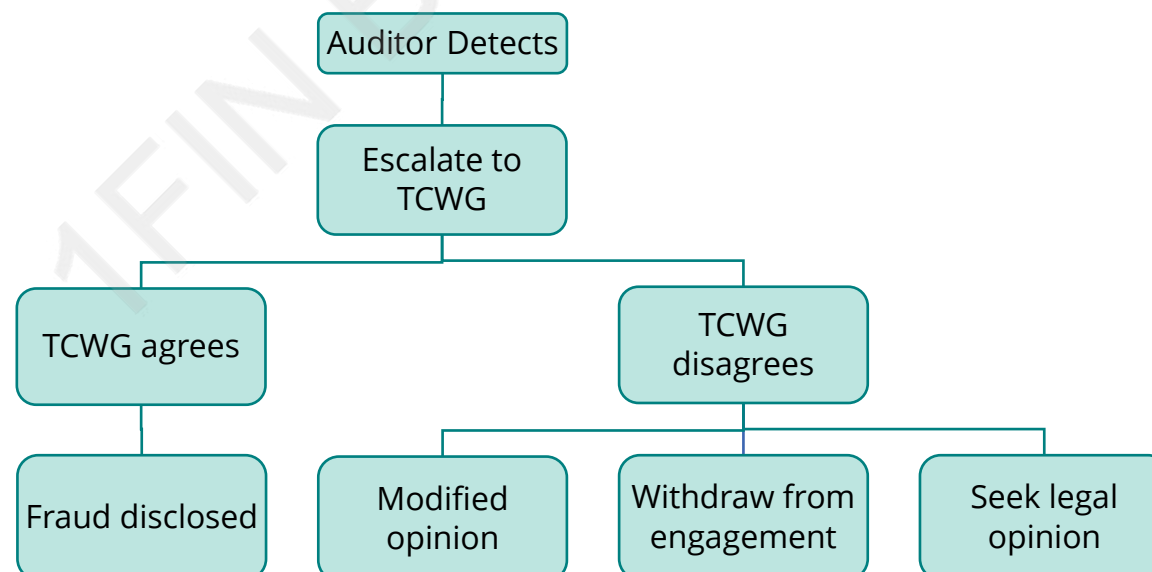 Auditor Detects
Escalate to
TCWG
TCWG agrees
TCWG
disagrees
Fraud disclosed
Modified
opinion
Withdraw from
engagement
Seek legal
opinion
1FIN